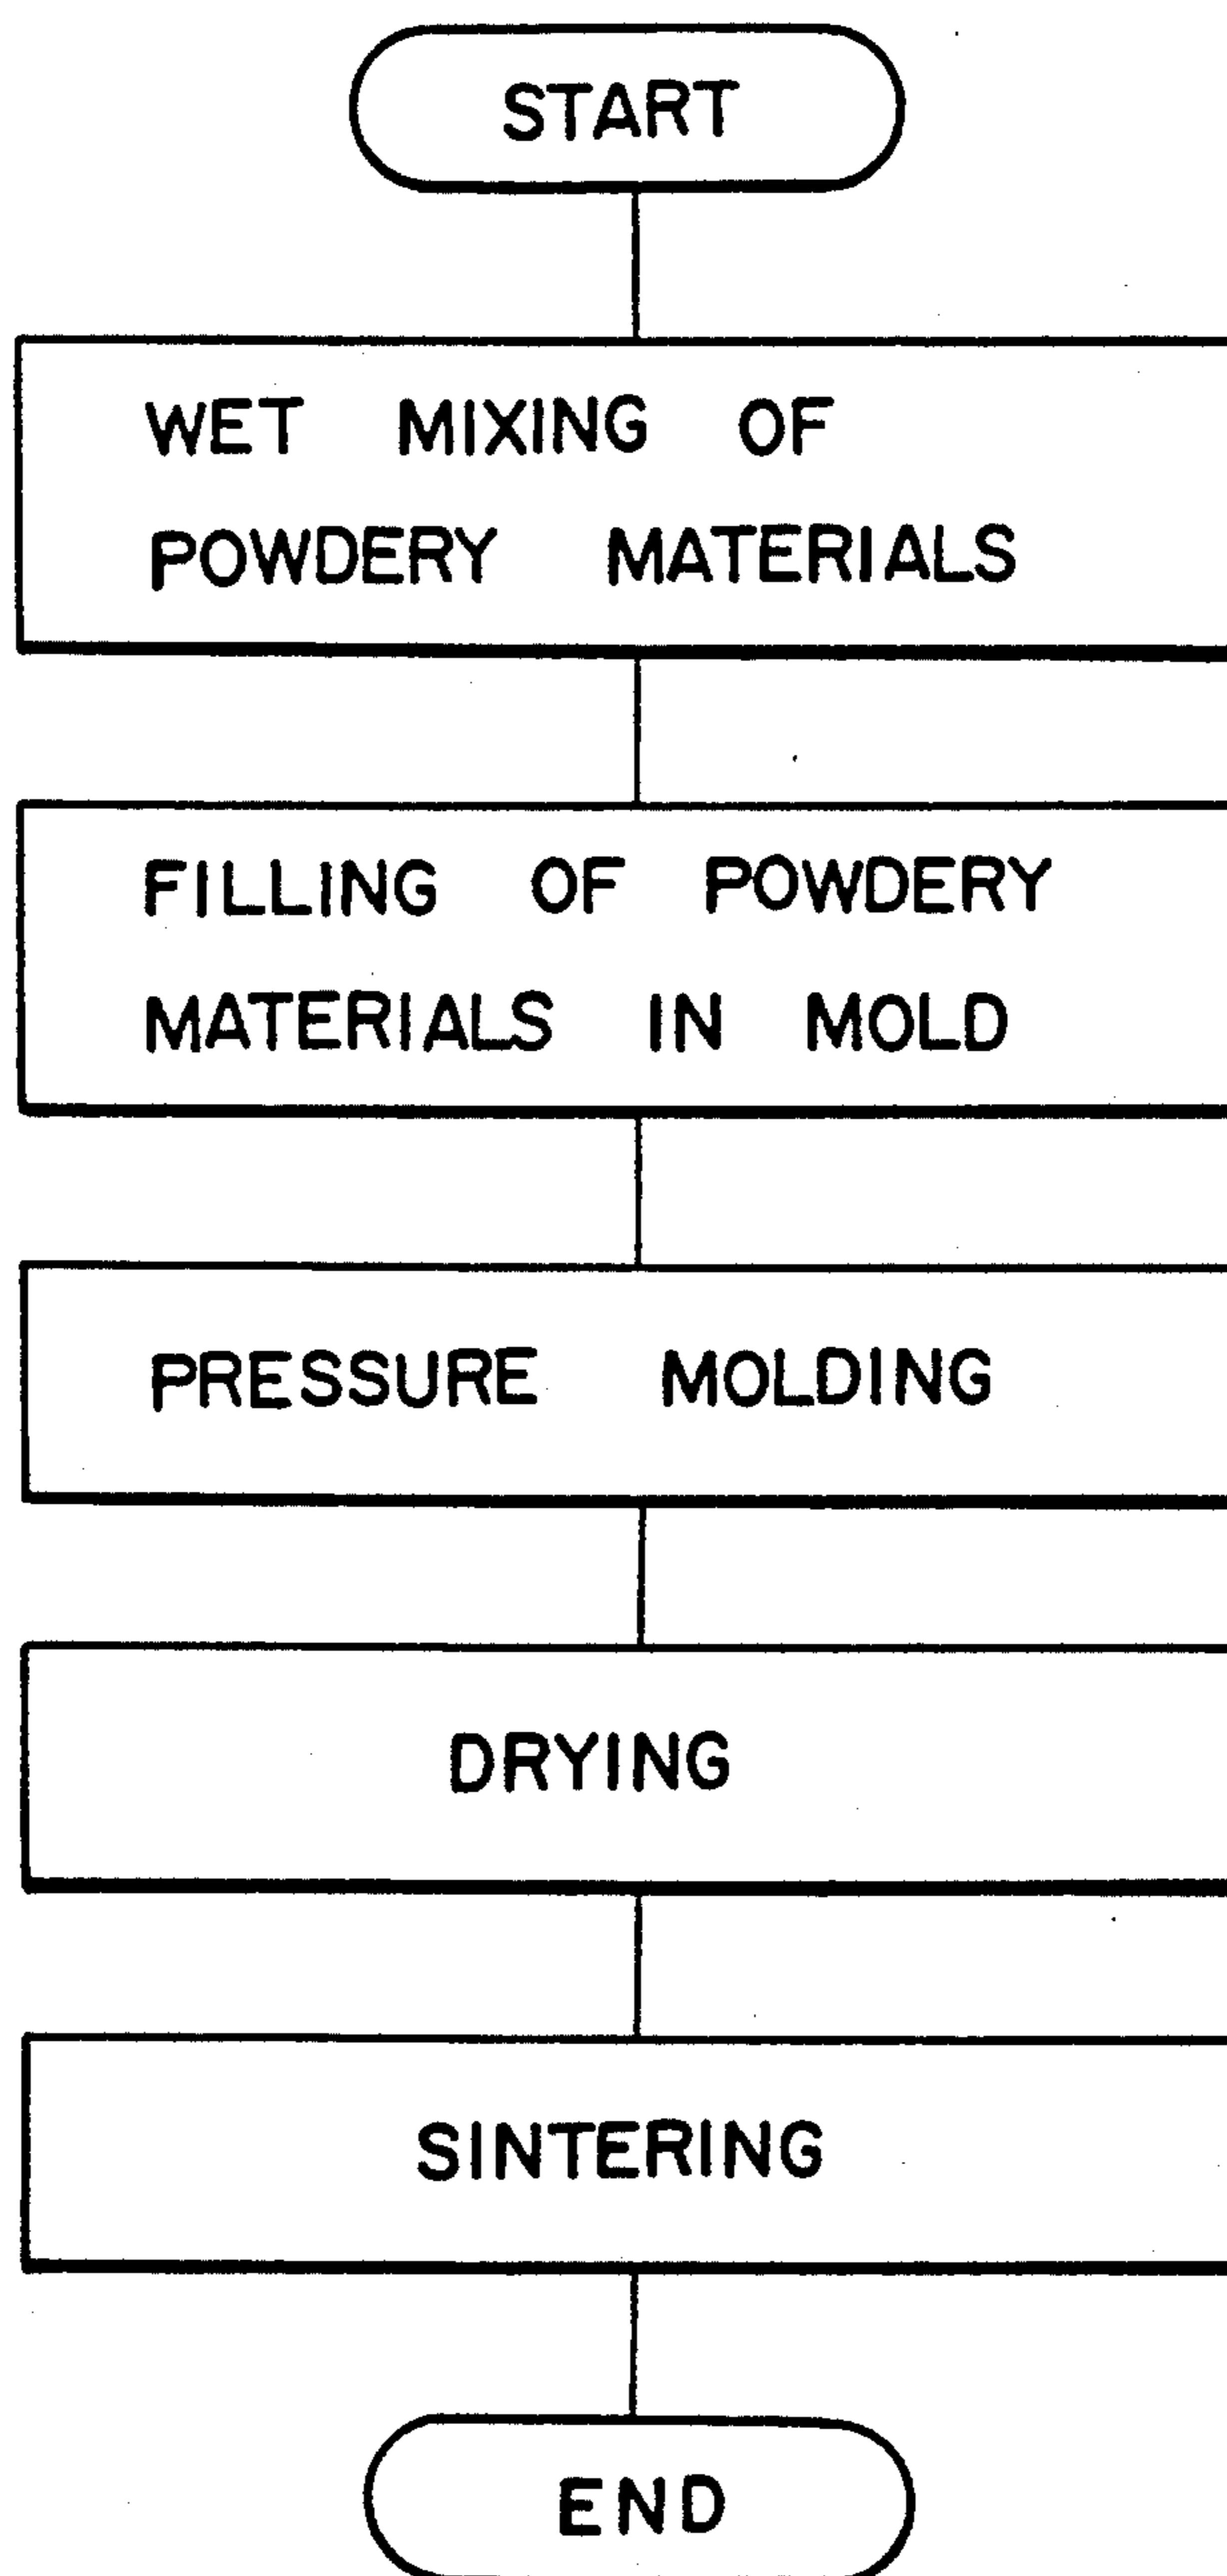 START
WET MIXING OF
POWDERY MATERIALS
FILLING OF POWDERY
MATERIALS IN MOLD
PRESSURE MOLDING
DRYING
SINTERING
END